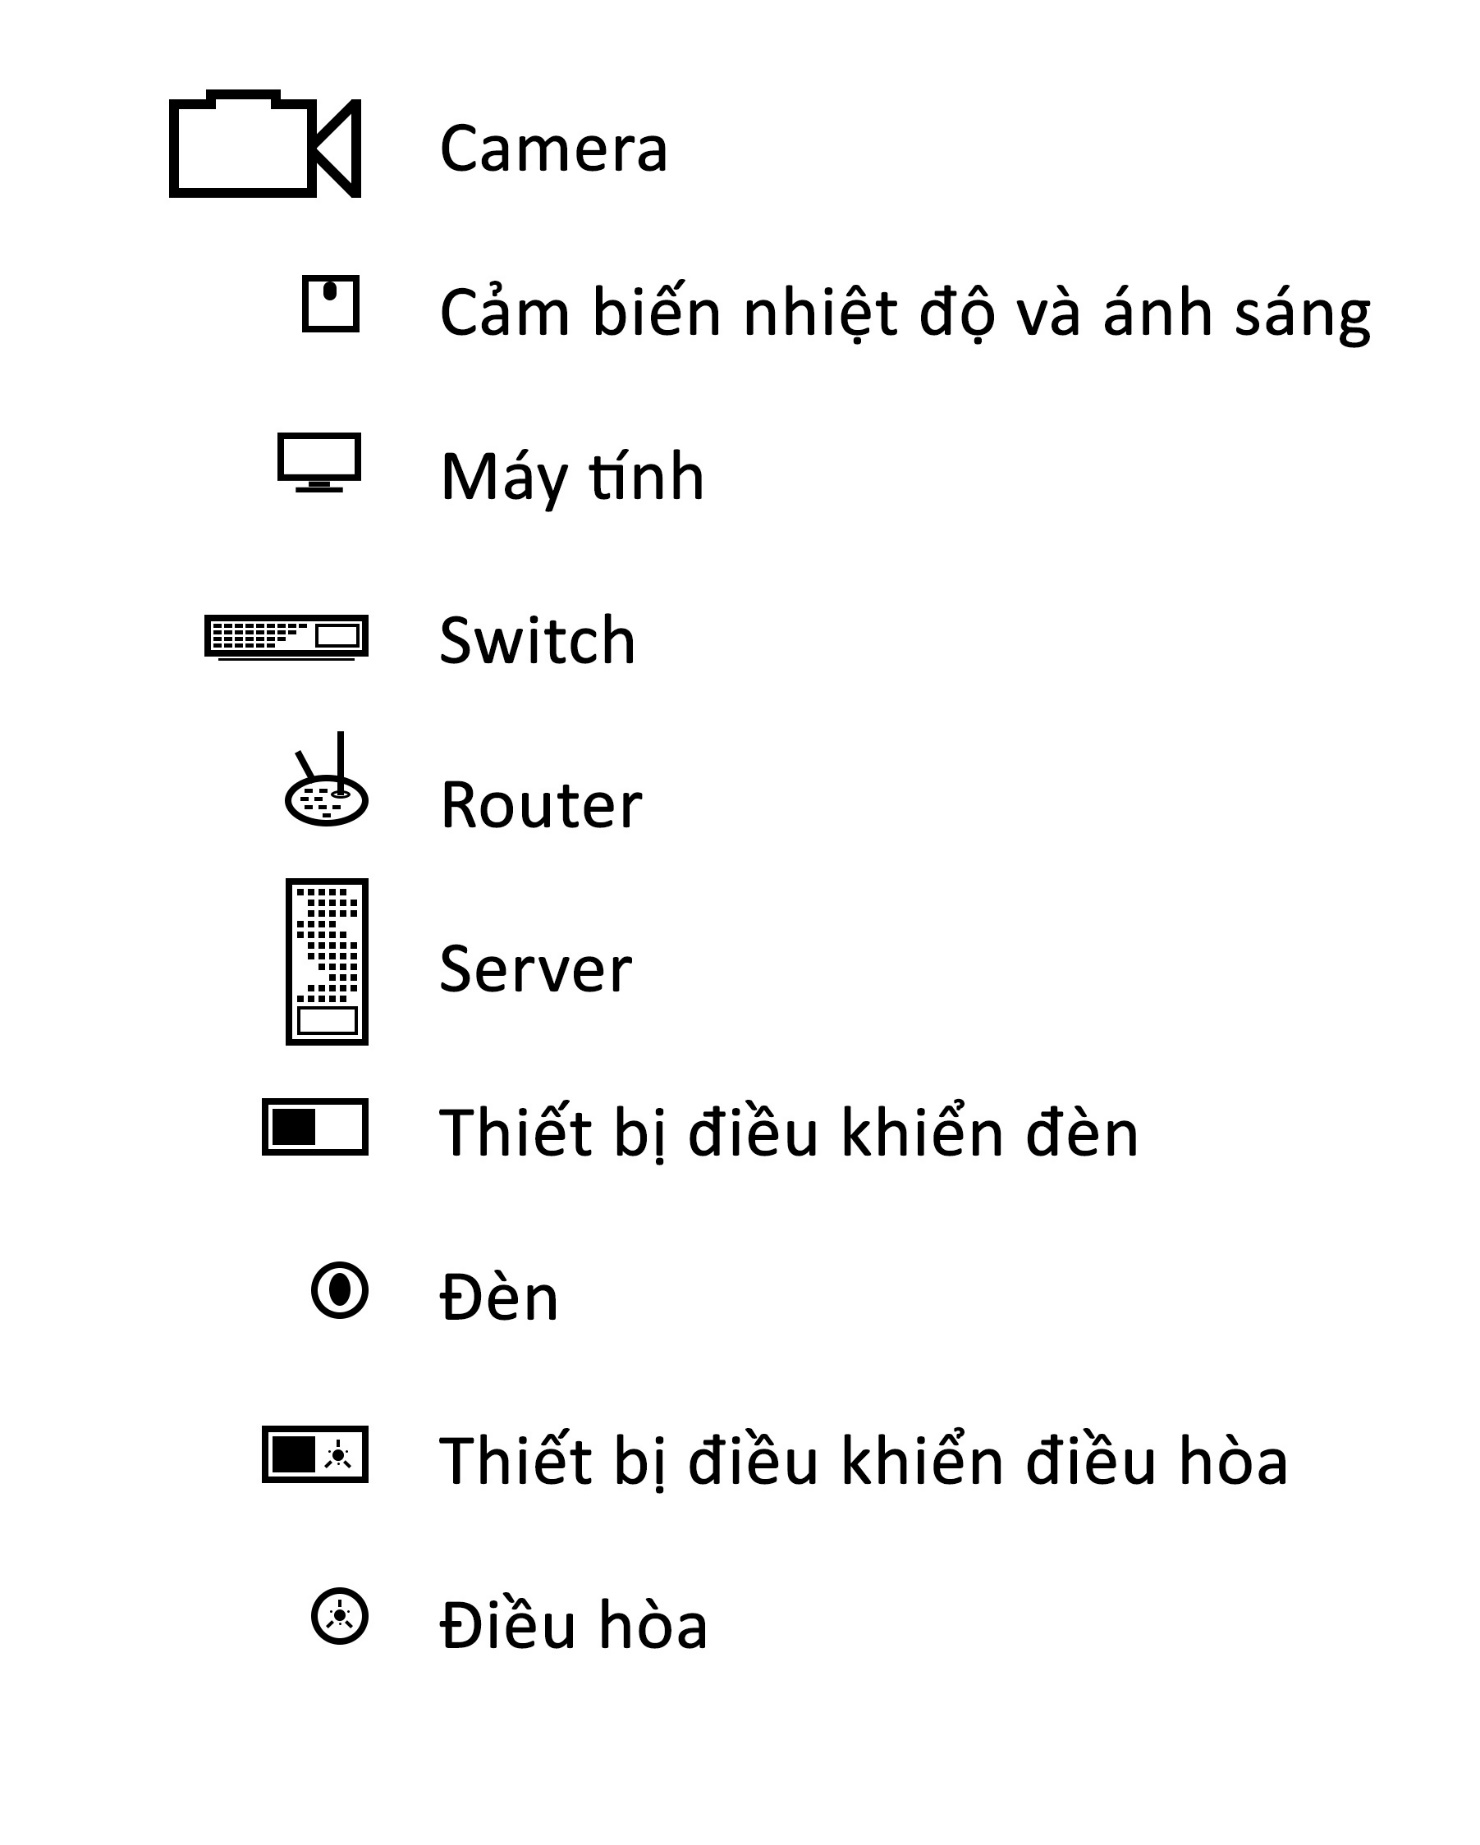 Camera
Cảm biến nhiệt độ và ánh sáng
Máy tính
Switch
Router
Server
Thiết bị điều khiển đèn
Đèn
Thiết bị điều khiển điều hòa
Điều hòa